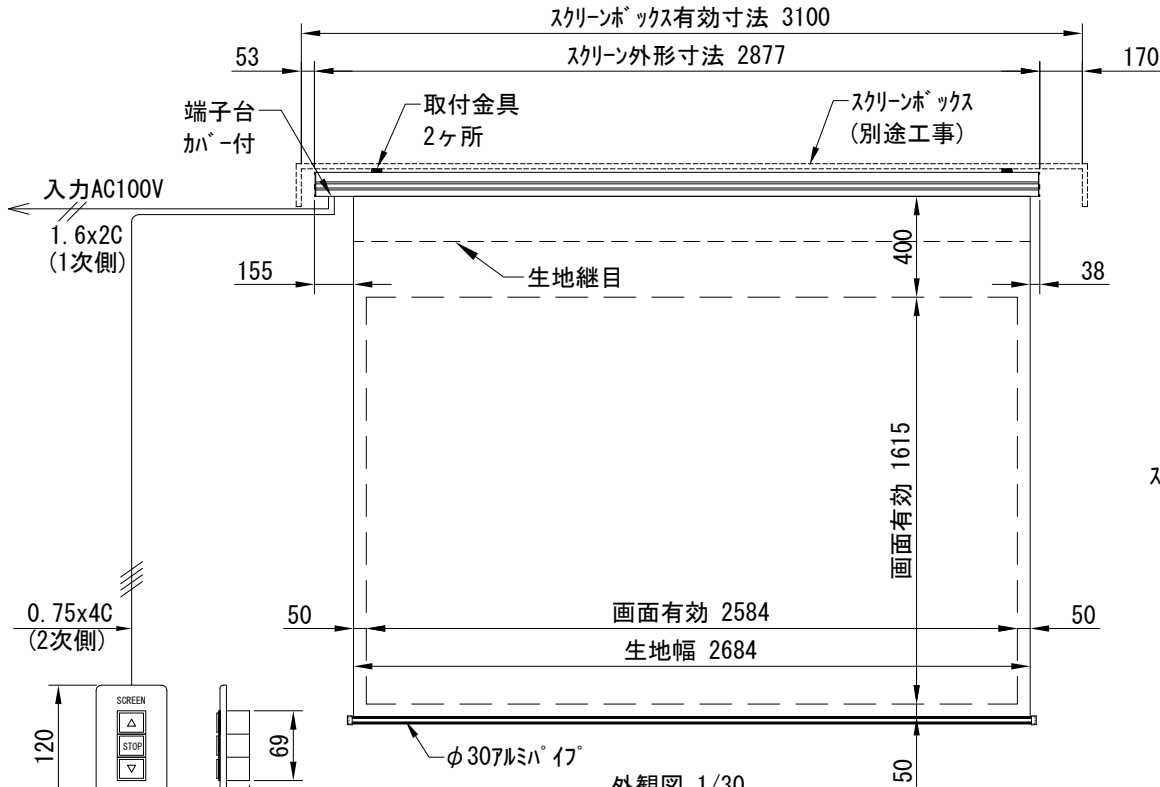 スクリーンボックス有効寸法 3100
53
スクリーン外形寸法 2877
170
端子台
カバー付
取付金具
2ヶ所
スクリーンボックス
(別途工事)
入力AC100V
1.6x2C
(1次側)
155
生地継目
400
38
画面有効 1615
ス
0.75x4C
(2次側)
50
画面有効 2584
50
生地幅 2684
SCREEN
△
STOP
▽
120
69
φ30アルミパイプ
50